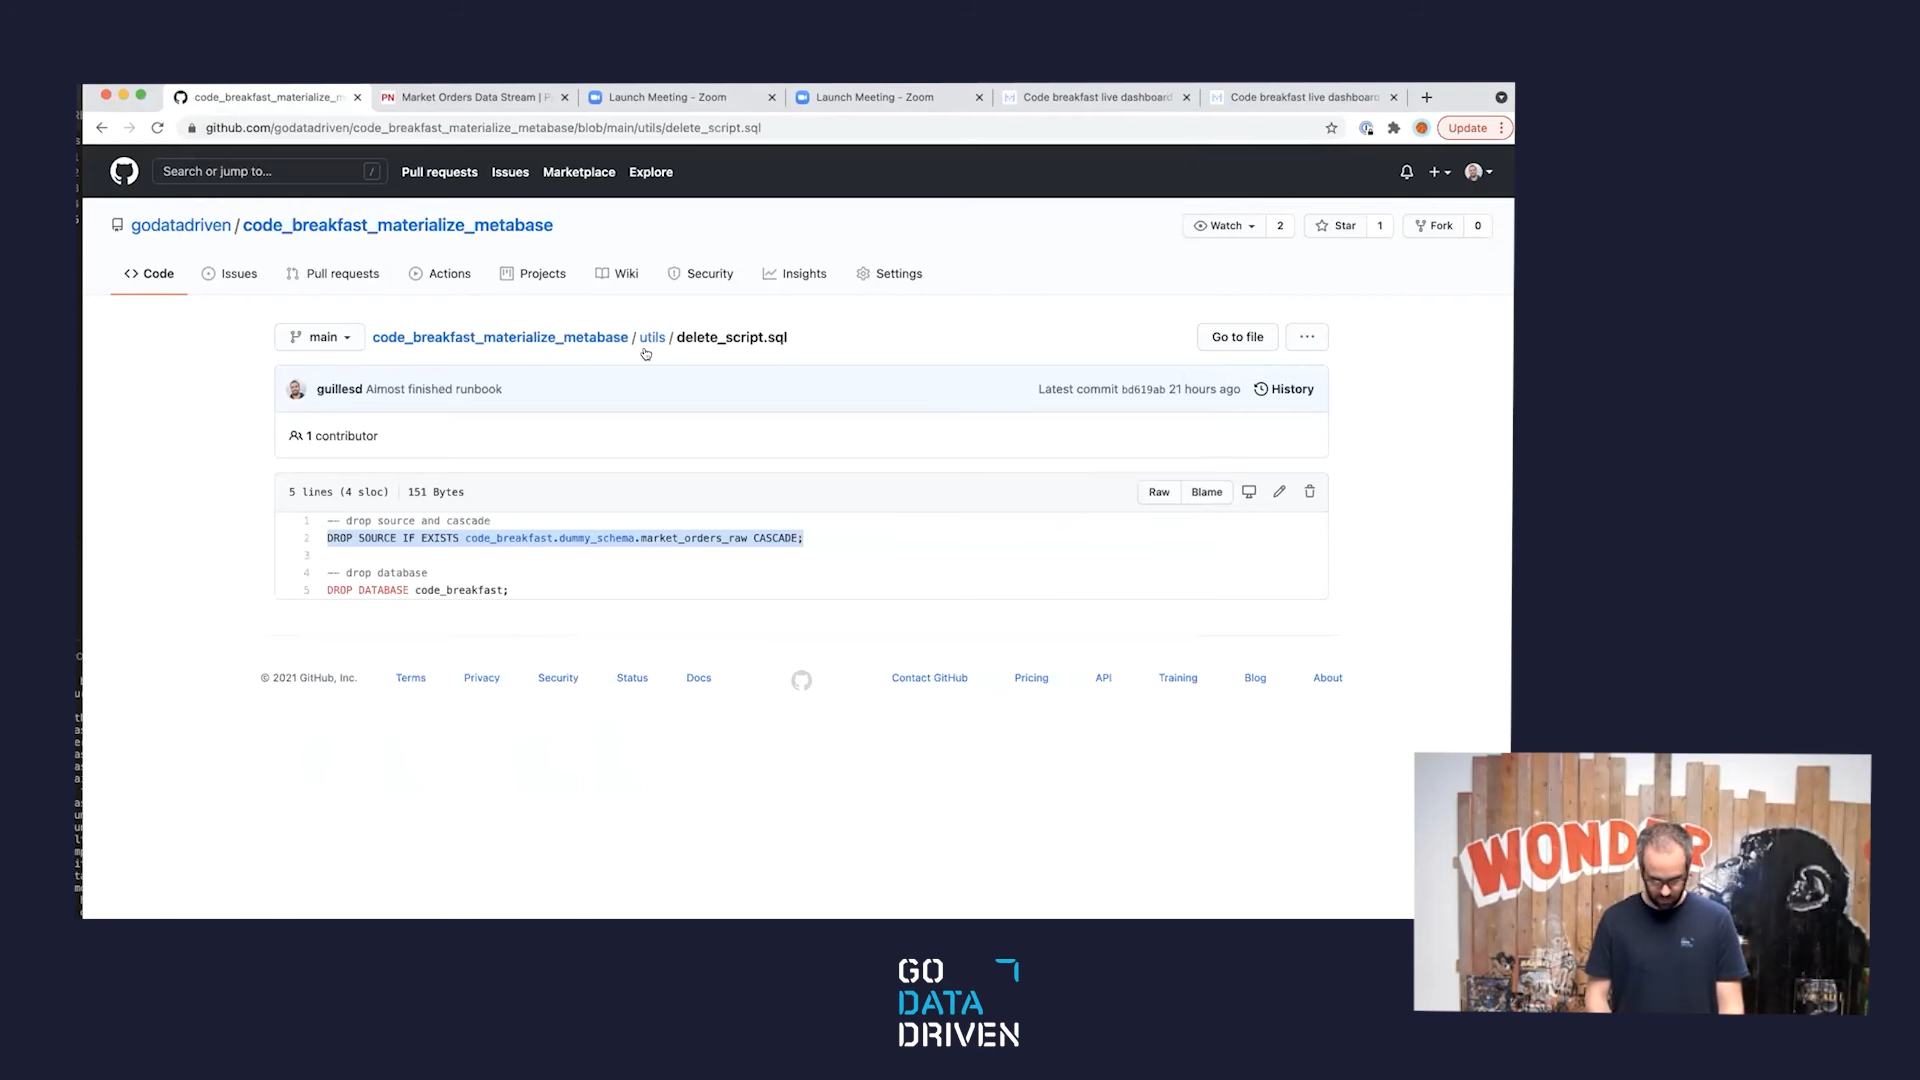 code_breakfast_materialize_m
Market Orders Data Stream | P
Launch Meeting - Zoom
Launch Meeting - Zoom
Code breakfast live dashboard
Code breakfast live dashboard
github.com/godatadriven/code_breakfast_materialize_metabase/blob/main/utils/delete_script.sql
Update
Search or jump to...
/
Pull requests
Issues
Marketplace
Explore
godatadriven / code_breakfast_materialize_metabase
Watch 2
Star 1
Fork 0
Code
Issues
Pull requests
Actions
Projects
Wiki
Security
Insights
Settings
main
code_breakfast_materialize_metabase / utils / delete_script.sql
Go to file
guillesd Almost finished runbook
Latest commit bd619ab 21 hours ago
History
1 contributor
5 lines (4 sloc) 151 Bytes
Raw
Blame
1 -- drop source and cascade
2 DROP SOURCE IF EXISTS code_breakfast.dummy_schema.market_orders_raw CASCADE;
3
4 -- drop database
5 DROP DATABASE code_breakfast;
© 2021 GitHub, Inc.
Terms
Privacy
Security
Status
Docs
Contact GitHub
Pricing
API
Training
Blog
About
WONDER
GO
DATA
DRIVEN